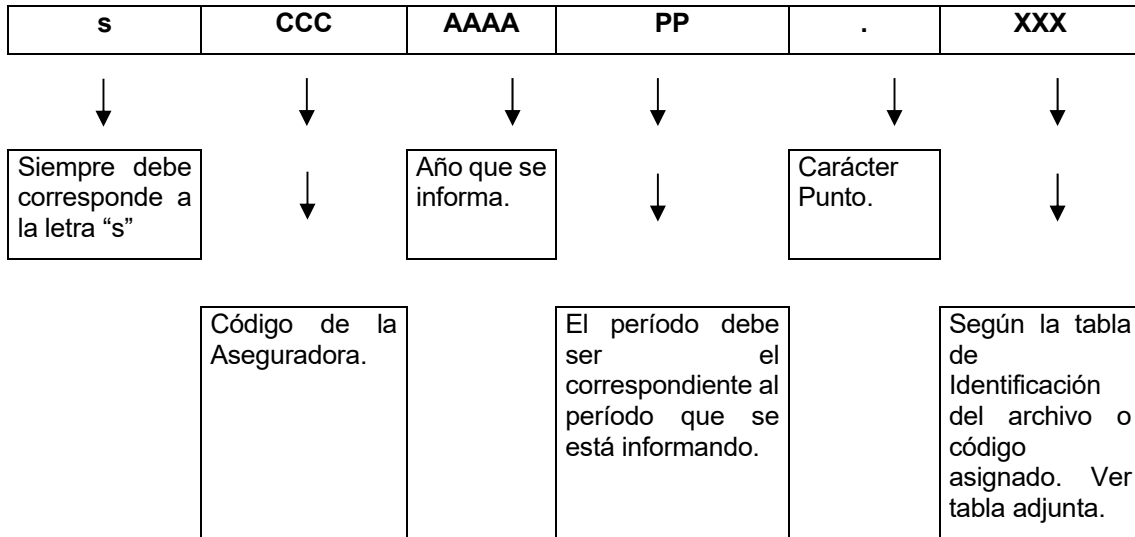 s CCC AAAA PP . XXX
Siempre debe
corresponde a
la letra “s”
Año que se
informa.
Carácter
Punto.
Código de la
Aseguradora.
El período debe
ser el
correspondiente al
período que se
está informando.
Según la tabla
de
Identificación
del archivo o
código
asignado. Ver
tabla adjunta.